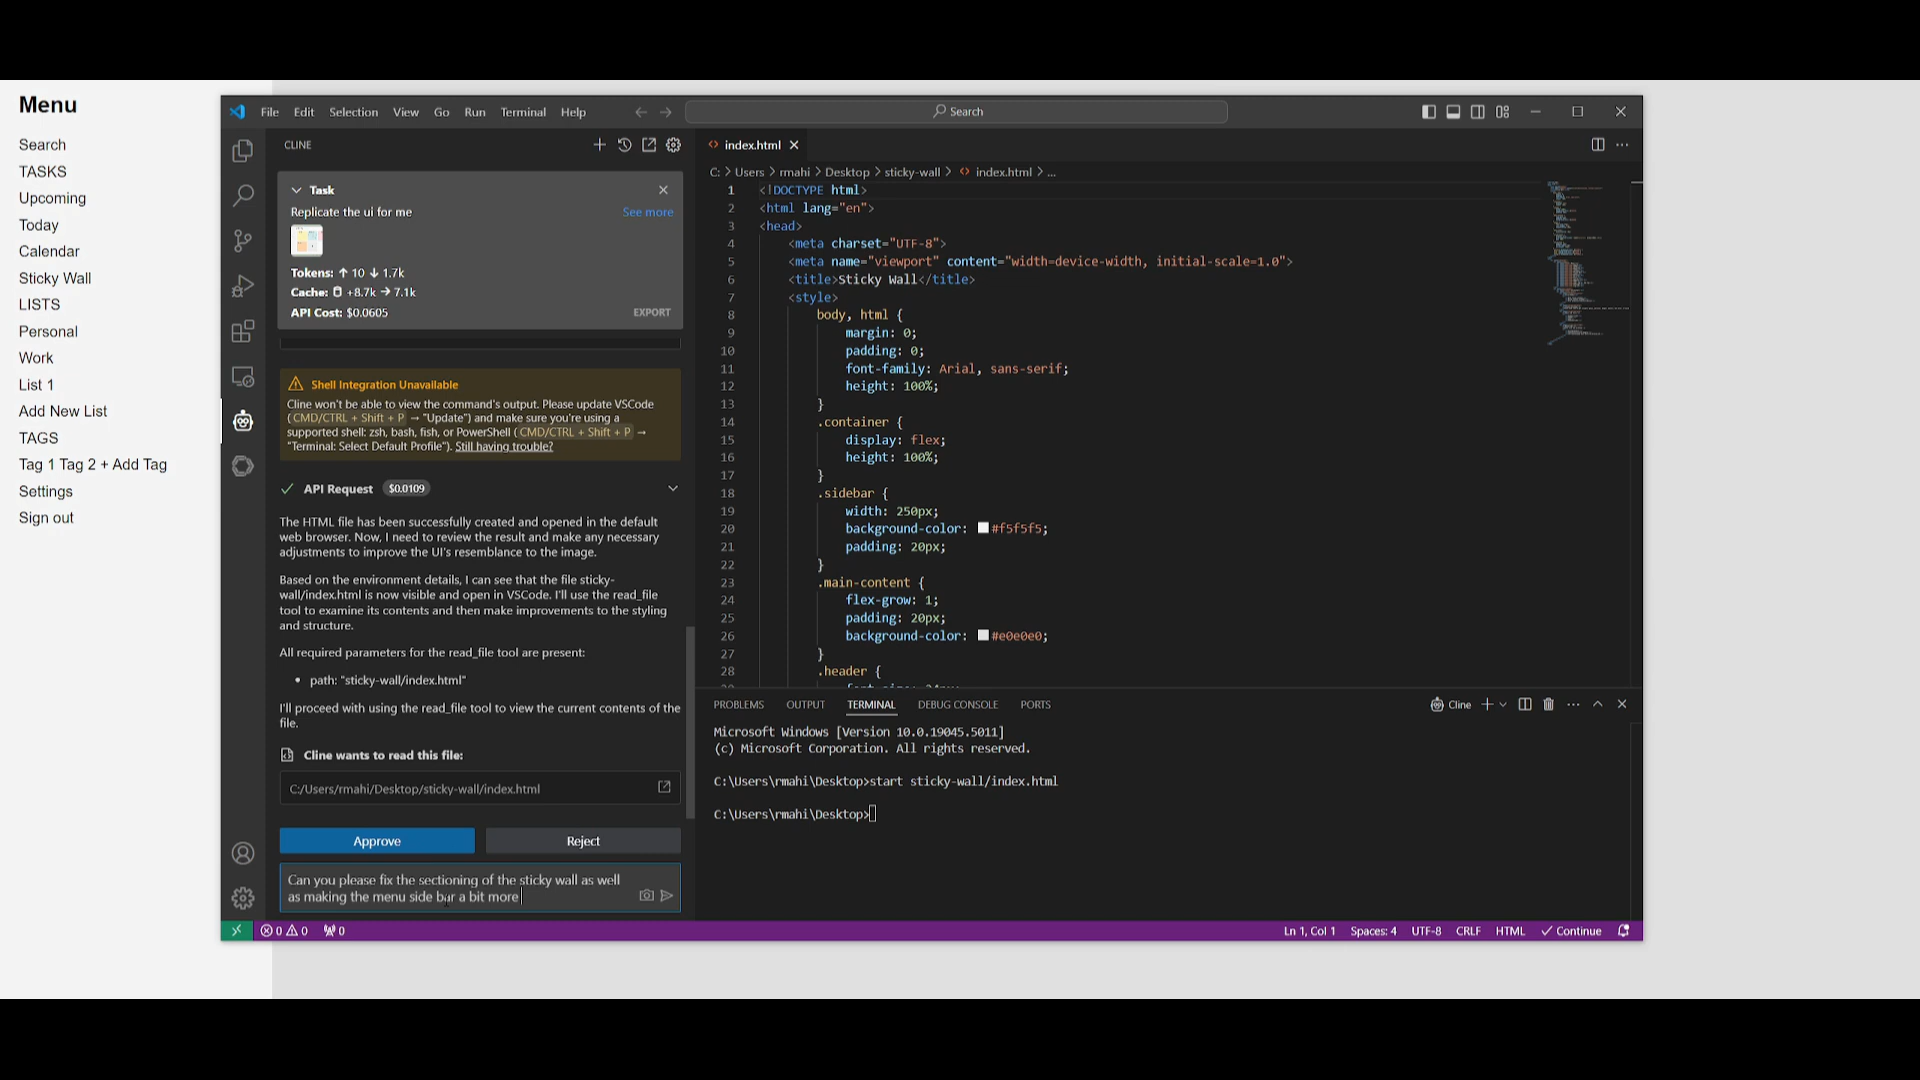 Menu
Search
TASKS
Upcoming
Today
Calendar
Sticky Wall
LISTS
Personal
Work
List 1
Add New List
TAGS
Tag 1 Tag 2 + Add Tag
Settings
Sign out
File Edit Selection View Go Run Terminal Help
Search
CLINE
Task
Replicate the ui for me
See more
Tokens: ↑ 10 ↓ 1.7k
Cache: +8.7k → 7.1k
API Cost: $0.0605
EXPORT
Shell Integration Unavailable
Cline won't be able to view the command's output. Please update VSCode
(CMD/CTRL + Shift + P → "Update") and make sure you're using a
supported shell: zsh, bash, fish, or PowerShell (CMD/CTRL + Shift + P →
"Terminal: Select Default Profile"). Still having trouble?
API Request $0.0109
The HTML file has been successfully created and opened in the default
web browser. Now, I need to review the result and make any necessary
adjustments to improve the UI's resemblance to the image.
Based on the environment details, I can see that the file sticky-
wall/index.html is now visible and open in VSCode. I'll use the read_file
tool to examine its contents and then make improvements to the styling
and structure.
All required parameters for the read_file tool are present:
• path: "sticky-wall/index.html"
I'll proceed with using the read_file tool to view the current contents of the
file.
Cline wants to read this file:
C:/Users/rmahi/Desktop/sticky-wall/index.html
Approve
Reject
Can you please fix the sectioning of the sticky wall as well
as making the menu side bar a bit more
<> index.html
C: > Users > rmahi > Desktop > sticky-wall > <> index.html > ...
1 <!DOCTYPE html>
2 <html lang="en">
3 <head>
4 <meta charset="UTF-8">
5 <meta name="viewport" content="width=device-width, initial-scale=1.0">
6 <title>Sticky Wall</title>
7 <style>
8 body, html {
9 margin: 0;
10 padding: 0;
11 font-family: Arial, sans-serif;
12 height: 100%;
13 }
14 .container {
15 display: flex;
16 height: 100%;
17 }
18 .sidebar {
19 width: 250px;
20 background-color: #f5f5f5;
21 padding: 20px;
22 }
23 .main-content {
24 flex-grow: 1;
25 padding: 20px;
26 background-color: #e0e0e0;
27 }
28 .header {
PROBLEMS OUTPUT TERMINAL DEBUG CONSOLE PORTS
Cline
Microsoft Windows [Version 10.0.19045.5011]
(c) Microsoft Corporation. All rights reserved.
C:\Users\rmahi\Desktop>start sticky-wall/index.html
C:\Users\rmahi\Desktop>
0 0 0
Ln 1, Col 1 Spaces: 4 UTF-8 CRLF HTML Continue